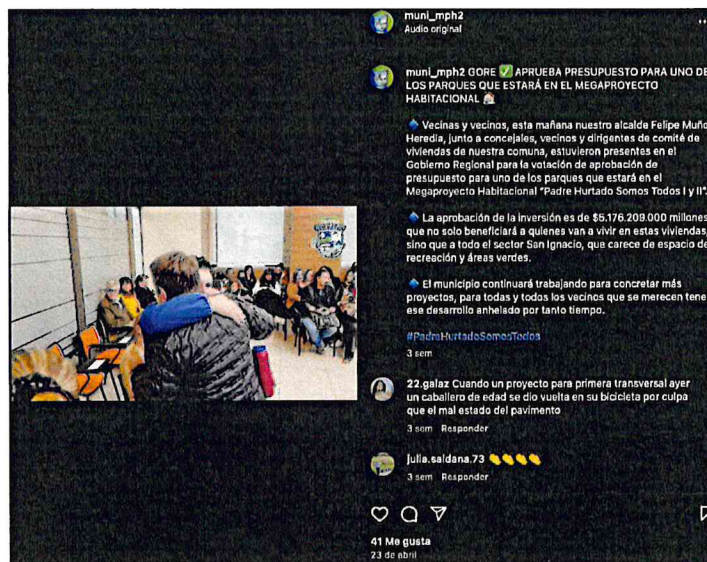 muni_mph2
Audio original
muni_mph2 GORE ✅ APRUEBA PRESUPUESTO PARA UNO DE
LOS PARQUES QUE ESTARÁ EN EL MEGAPROYECTO
HABITACIONAL 🏠
🔹 Vecinas y vecinos, esta mañana nuestro alcalde Felipe Muño
Heredia, junto a concejales, vecinos y dirigentes de comité de
viviendas de nuestra comuna, estuvieron presentes en el
Gobierno Regional para la votación de aprobación de
presupuesto para uno de los parques que estará en el
Megaproyecto Habitacional "Padre Hurtado Somos Todos I y II".
🔹 La aprobación de la inversión es de $5.176.209.000 millones
que no solo beneficiará a quienes van a vivir en estas viviendas,
sino que a todo el sector San Ignacio, que carece de espacio de
recreación y áreas verdes.
🔹 El municipio continuará trabajando para concretar más
proyectos, para todas y todos los vecinos que se merecen tene
ese desarrollo anhelado por tanto tiempo.
#PadreHurtadoSomosTodos
3 sem
22.galaz Cuando un proyecto para primera transversal ayer
un caballero de edad se dio vuelta en su bicicleta por culpa
que el mal estado del pavimento
3 sem Responder
julia.saldana.73 👏👏👏👏
3 sem Responder
41 Me gusta
23 de abril